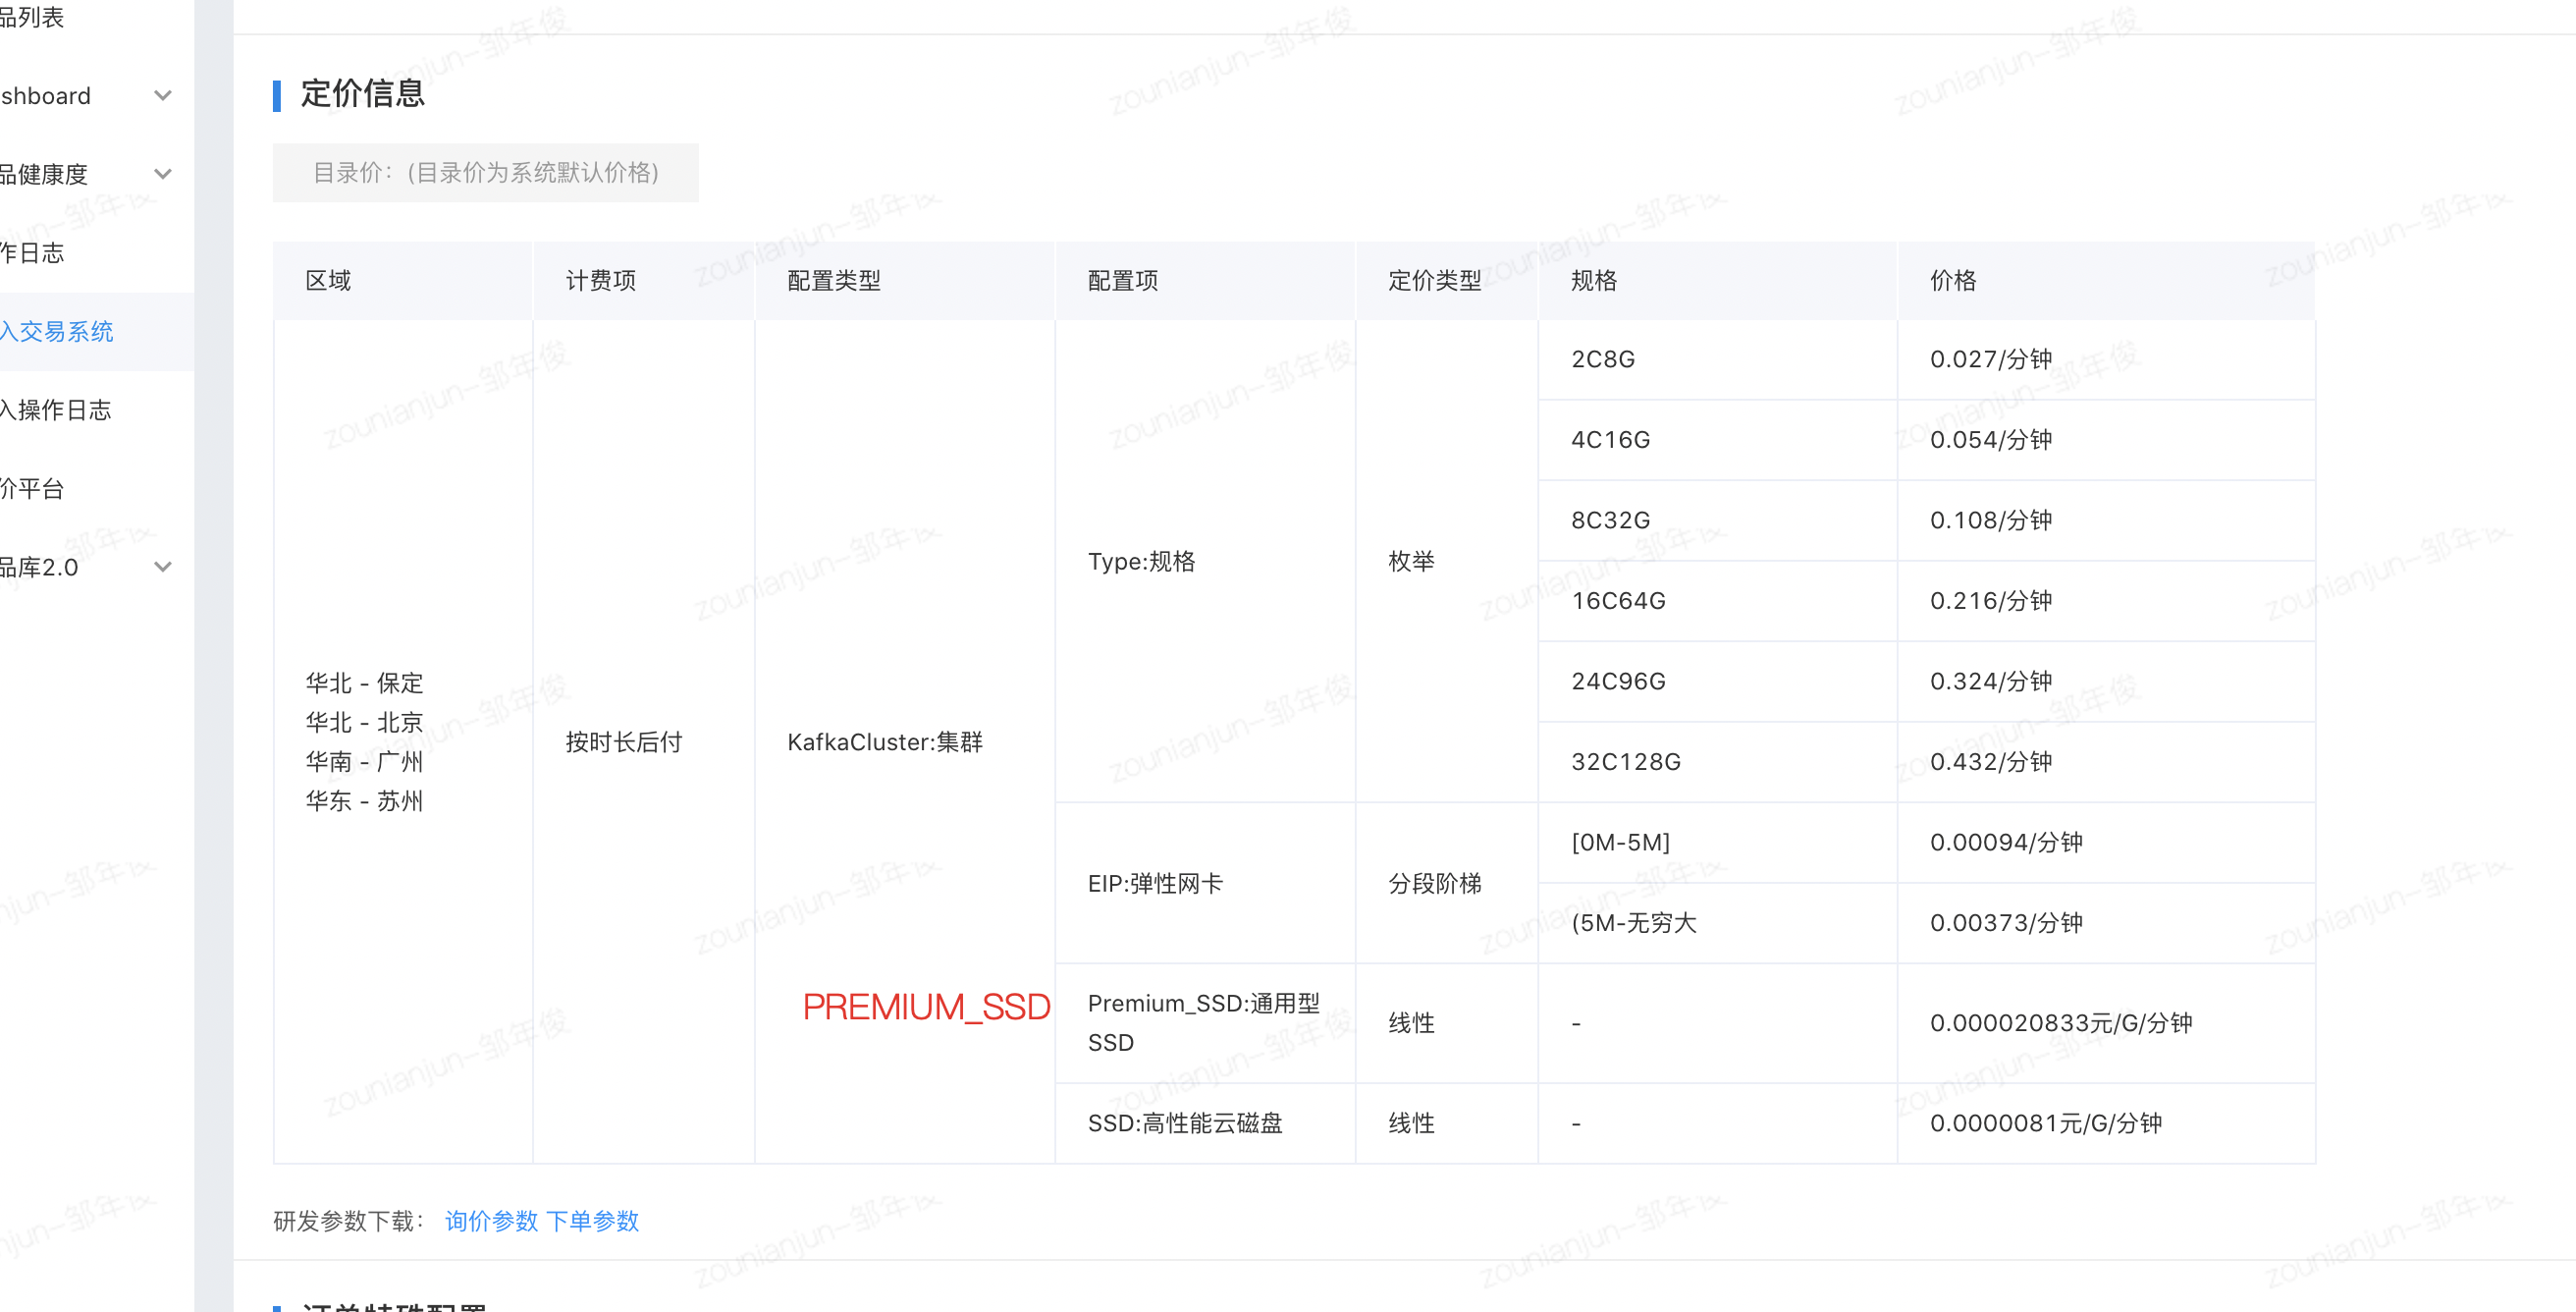 品列表
shboard
品健康度
作日志
入交易系统
入操作日志
价平台
品库2.0
定价信息
目录价：(目录价为系统默认价格)
区域 计费项 配置类型 配置项 定价类型 规格 价格
华北 - 保定
华北 - 北京
华南 - 广州
华东 - 苏州
按时长后付
KafkaCluster:集群
Type:规格
枚举
2C8G 0.027/分钟
4C16G 0.054/分钟
8C32G 0.108/分钟
16C64G 0.216/分钟
24C96G 0.324/分钟
32C128G 0.432/分钟
EIP:弹性网卡
分段阶梯
[0M-5M] 0.00094/分钟
(5M-无穷大 0.00373/分钟
PREMIUM_SSD
Premium_SSD:通用型
SSD
线性 - 0.000020833元/G/分钟
SSD:高性能云磁盘 线性 - 0.0000081元/G/分钟
研发参数下载： 询价参数 下单参数
订单特殊配置
zounianjun-邹年俊